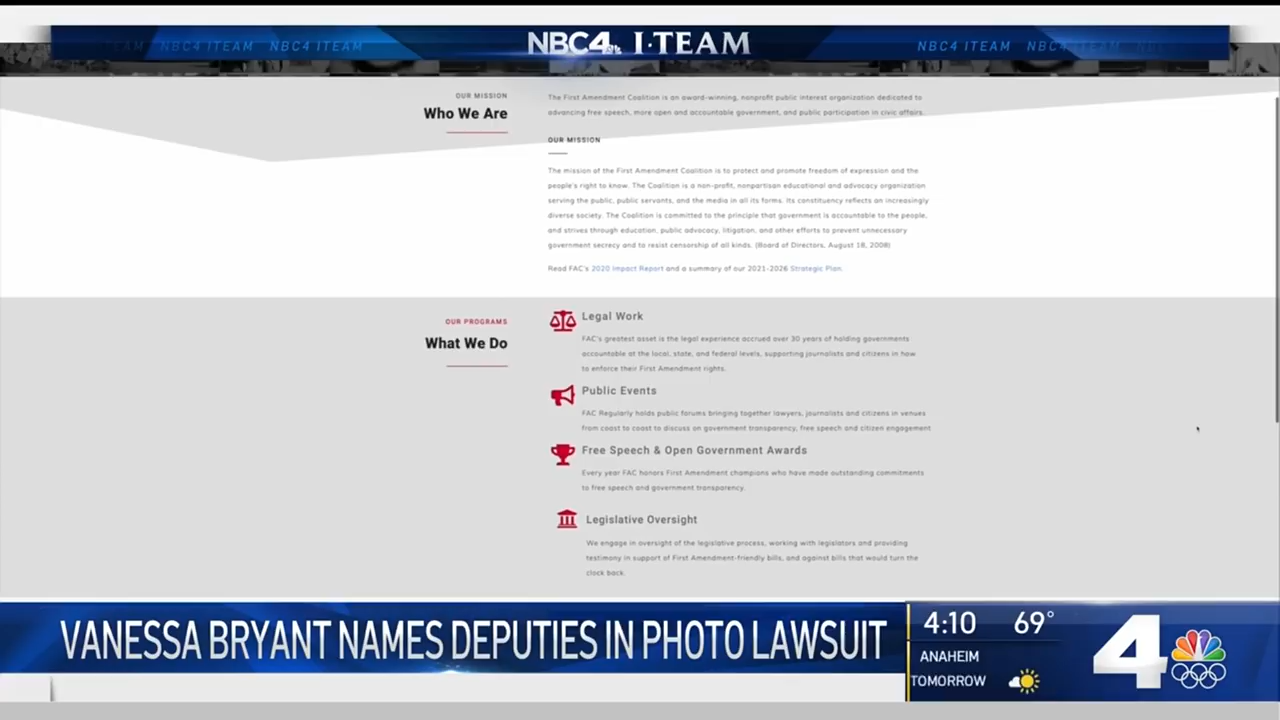 TEAM NBC4 ITEAM NBC4 ITEAM
NBC4 I·TEAM
NBC4 ITEAM NBC4 TEAM
OUR MISSION
Who We Are
The First Amendment Coalition is an award-winning, nonprofit public interest organization dedicated to
advancing free speech, more open and accountable government, and public participation in civic affairs.
OUR MISSION
The mission of the First Amendment Coalition is to protect and promote freedom of expression and the
people's right to know. The Coalition is a non-profit, nonpartisan educational and advocacy organization
serving the public, public servants, and the media in all its forms. Its constituency reflects an increasingly
diverse society. The Coalition is committed to the principle that government is accountable to the people,
and strives through education, public advocacy, litigation, and other efforts to prevent unnecessary
government secrecy and to resist censorship of all kinds. (Board of Directors, August 18, 2008)
Read FAC's 2020 Impact Report and a summary of our 2021-2026 Strategic Plan.
OUR PROGRAMS
What We Do
Legal Work
FAC's greatest asset is the legal experience accrued over 30 years of holding governments
accountable at the local, state, and federal levels, supporting journalists and citizens in how
to enforce their First Amendment rights.
Public Events
FAC Regularly holds public forums bringing together lawyers, journalists and citizens in venues
from coast to coast to discuss on government transparency, free speech and citizen engagement
Free Speech & Open Government Awards
Every year FAC honors First Amendment champions who have made outstanding commitments
to free speech and government transparency.
Legislative Oversight
We engage in oversight of the legislative process, working with legislators and providing
testimony in support of First Amendment-friendly bills, and against bills that would turn the
clock back.
VANESSA BRYANT NAMES DEPUTIES IN PHOTO LAWSUIT
4:10 69°
ANAHEIM
TOMORROW
4